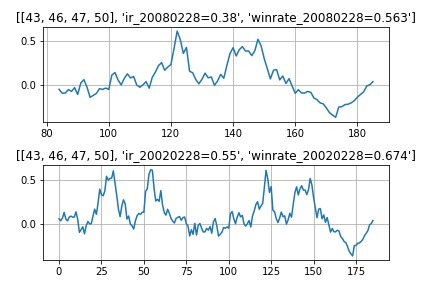 [[43, 46, 47, 50], 'ir_20080228=0.38', 'winrate_20080228=0.563']
0.5
0.0
80 100 120 140 160 180
[[43, 46, 47, 50], 'ir_20020228=0.55', 'winrate_20020228=0.674']
0.5
0.0
0 25 50 75 100 125 150 175